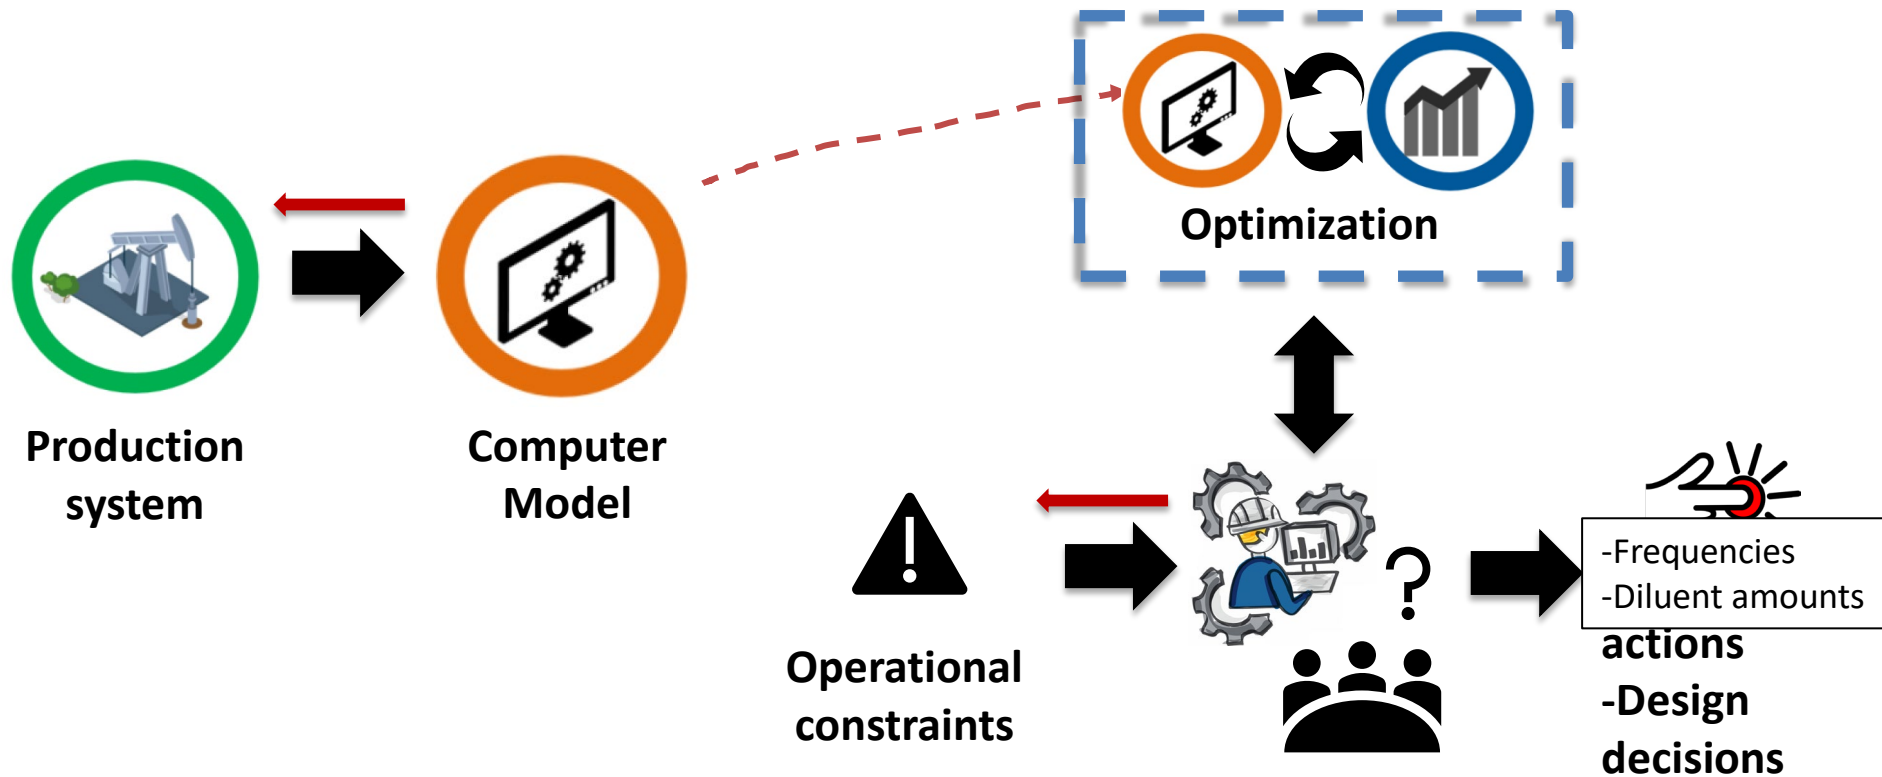 Optimization
Production
system
Computer
Model
Operational
constraints
?
-Frequencies
-Diluent amounts
actions
-Design
decisions